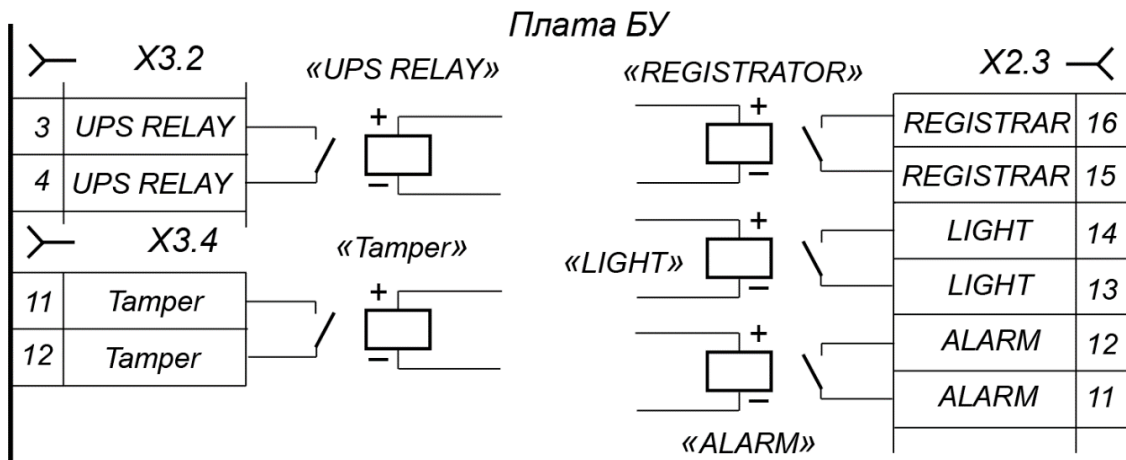 Плата БУ
X3.2
«UPS RELAY»
3 UPS RELAY
4 UPS RELAY
+
−
X3.4
«Tamper»
11 Tamper
12 Tamper
+
−
«REGISTRATOR»
X2.3
+
−
REGISTRAR 16
REGISTRAR 15
«LIGHT»
+
−
LIGHT 14
LIGHT 13
+
−
ALARM 12
ALARM 11
«ALARM»